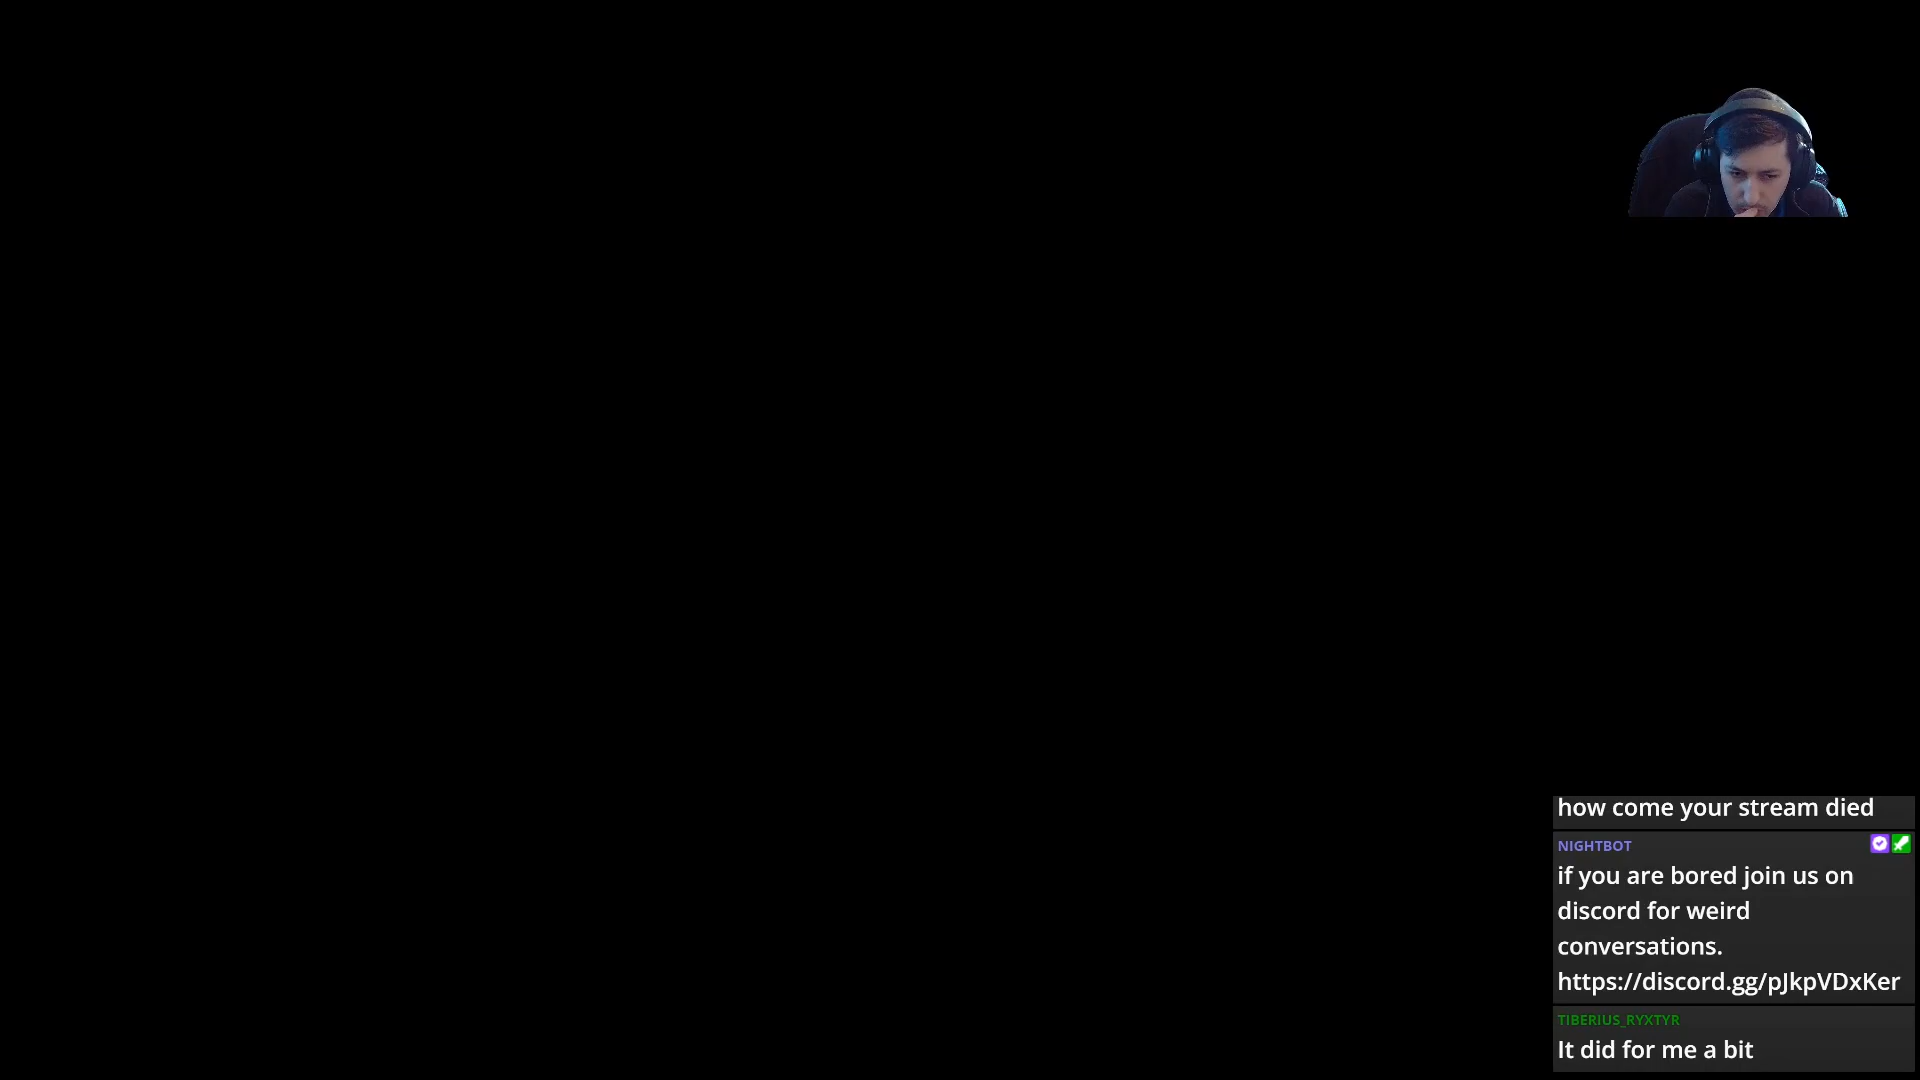 how come your stream died
NIGHTBOT
if you are bored join us on
discord for weird
conversations.
https://discord.gg/pJkpVDxKer
TIBERIUS_RYXTYR
It did for me a bit